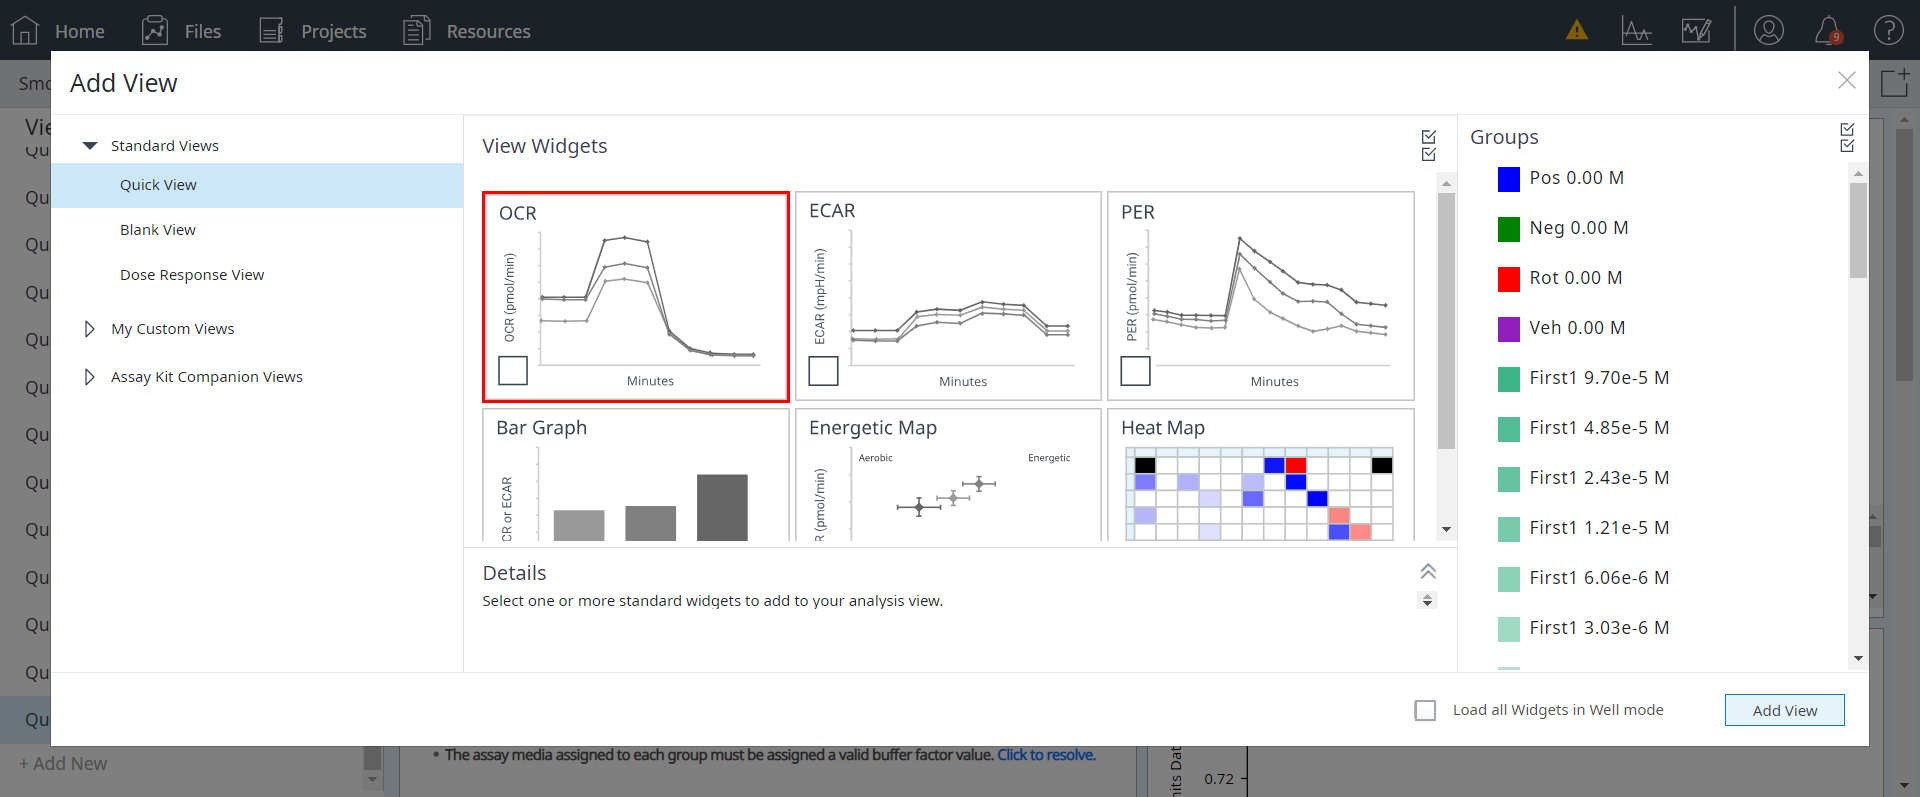 Home
Files
Projects
Resources
9
Add View
Standard Views
Quick View
Blank View
Dose Response View
My Custom Views
Assay Kit Companion Views
View Widgets
OCR
OCR (pmol/min)
Minutes
ECAR
ECAR (mpH/min)
Minutes
PER
PER (pmol/min)
Minutes
Bar Graph
CR or ECAR
Energetic Map
Aerobic
Energetic
R (pmol/min)
Heat Map
Details
Select one or more standard widgets to add to your analysis view.
Groups
Pos 0.00 M
Neg 0.00 M
Rot 0.00 M
Veh 0.00 M
First1 9.70e-5 M
First1 4.85e-5 M
First1 2.43e-5 M
First1 1.21e-5 M
First1 6.06e-6 M
First1 3.03e-6 M
Load all Widgets in Well mode
Add View
Smo
Vie
Qu
Qu
Qu
Qu
Qu
Qu
Qu
Qu
Qu
Qu
Qu
Qu
Qu
+ Add New
• The assay media assigned to each group must be assigned a valid buffer factor value. Click to resolve.
nits Dat
0.72